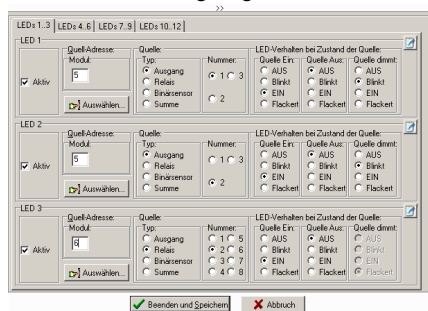 >>
LEDs 1..3 LEDs 4..6 LEDs 7..9 LEDs 10..12
LED 1
Aktiv
Quell-Adresse:
Modul:
5
Auswählen...
Quelle:
Typ:
Ausgang
Relais
Binärsensor
Summe
Nummer:
1 3
2
LED-Verhalten bei Zustand der Quelle:
Quelle Ein: Quelle Aus: Quelle dimmt:
AUS AUS AUS
Blinkt Blinkt Blinkt
EIN EIN EIN
Flackert Flackert Flackert
LED 2
Aktiv
Quell-Adresse:
Modul:
5
Auswählen...
Quelle:
Typ:
Ausgang
Relais
Binärsensor
Summe
Nummer:
1 3
2
LED-Verhalten bei Zustand der Quelle:
Quelle Ein: Quelle Aus: Quelle dimmt:
AUS AUS AUS
Blinkt Blinkt Blinkt
EIN EIN EIN
Flackert Flackert Flackert
LED 3
Aktiv
Quell-Adresse:
Modul:
6
Auswählen...
Quelle:
Typ:
Ausgang
Relais
Binärsensor
Summe
Nummer:
1 5
2 6
3 7
4 8
LED-Verhalten bei Zustand der Quelle:
Quelle Ein: Quelle Aus: Quelle dimmt:
AUS AUS AUS
Blinkt Blinkt Blinkt
EIN EIN EIN
Flackert Flackert Flackert
Beenden und Speichern Abbruch